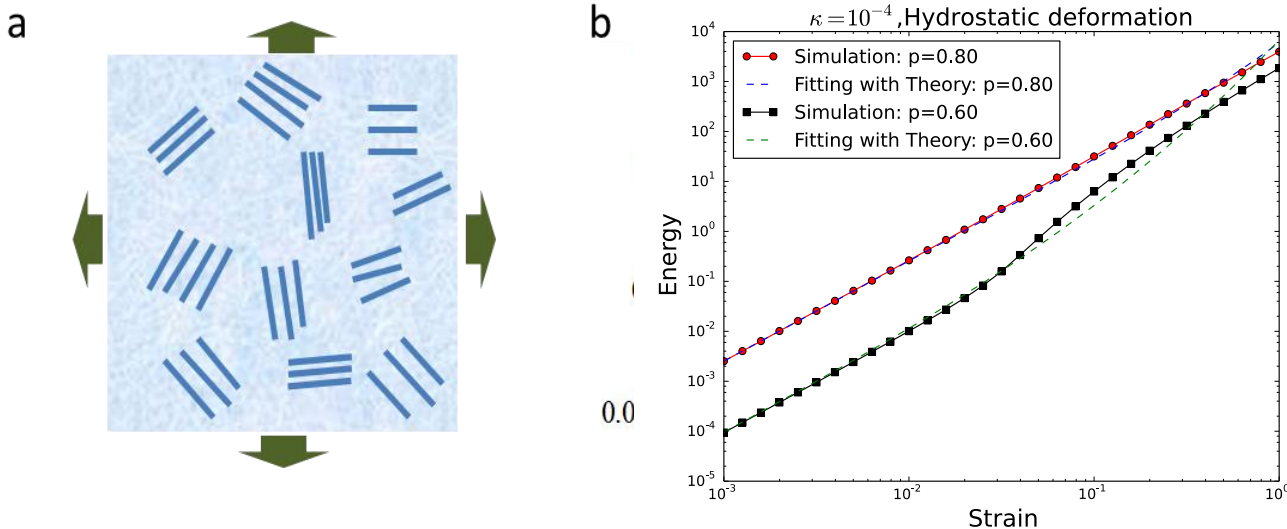 a
b
κ=10⁻⁴,Hydrostatic deformation
10⁴
10³
10²
10¹
10⁰
10⁻¹
10⁻²
10⁻³
10⁻⁴
10⁻⁵
Energy
Simulation: p=0.80
Fitting with Theory: p=0.80
Simulation: p=0.60
Fitting with Theory: p=0.60
0.0
10⁻³ 10⁻² 10⁻¹ 10⁰
Strain